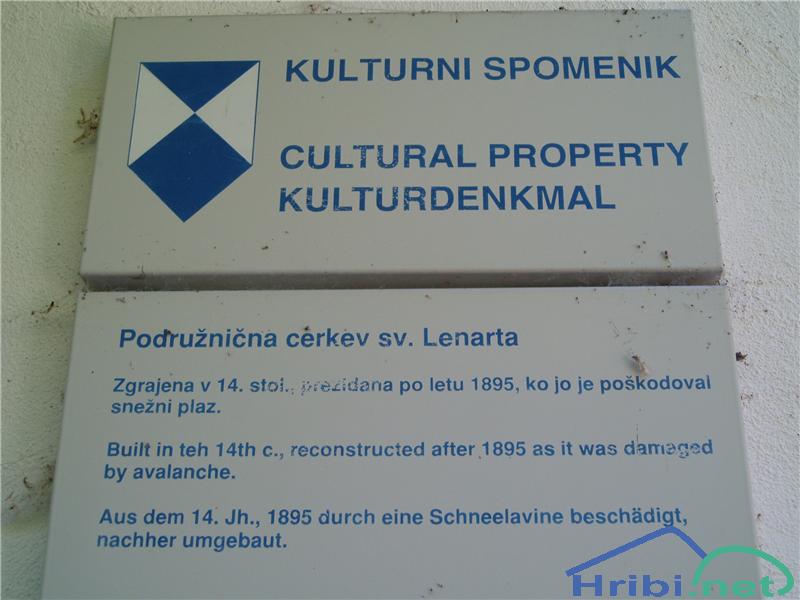 KULTURNI SPOMENIK
CULTURAL PROPERTY
KULTURDENKMAL
Podružnična cerkev sv. Lenarta
Zgrajena v 14. stol., prezidana po letu 1895, ko jo je poškodoval
snežni plaz.
Built in teh 14th c., reconstructed after 1895 as it was damaged
by avalanche.
Aus dem 14. Jh., 1895 durch eine Schneelavine beschädigt,
nachher umgebaut.
Hribi.net